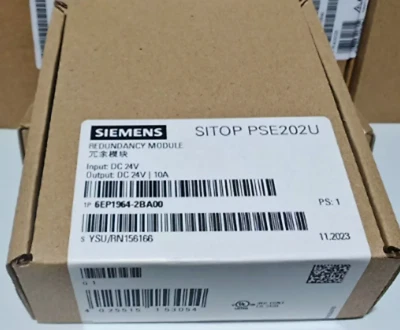 SIEMENS SITOP PSE202U
REDUNDANCY MODULE
冗余模块
Input: DC 24V
Output: DC 24V | 10A
1P 6EP1964-2BA00
PS: 1
S YSU/RN156166
11.2023